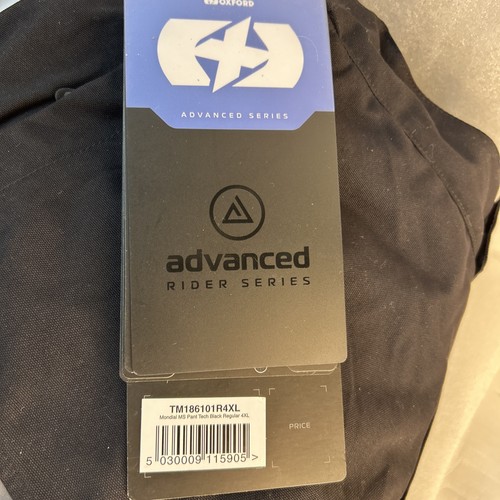 OXFORD
ADVANCED SERIES
advanced
RIDER SERIES
TM186101R4XL
Mondial MS Pant Tech Black Regular 4XL
PRICE
5 030009 115905 >